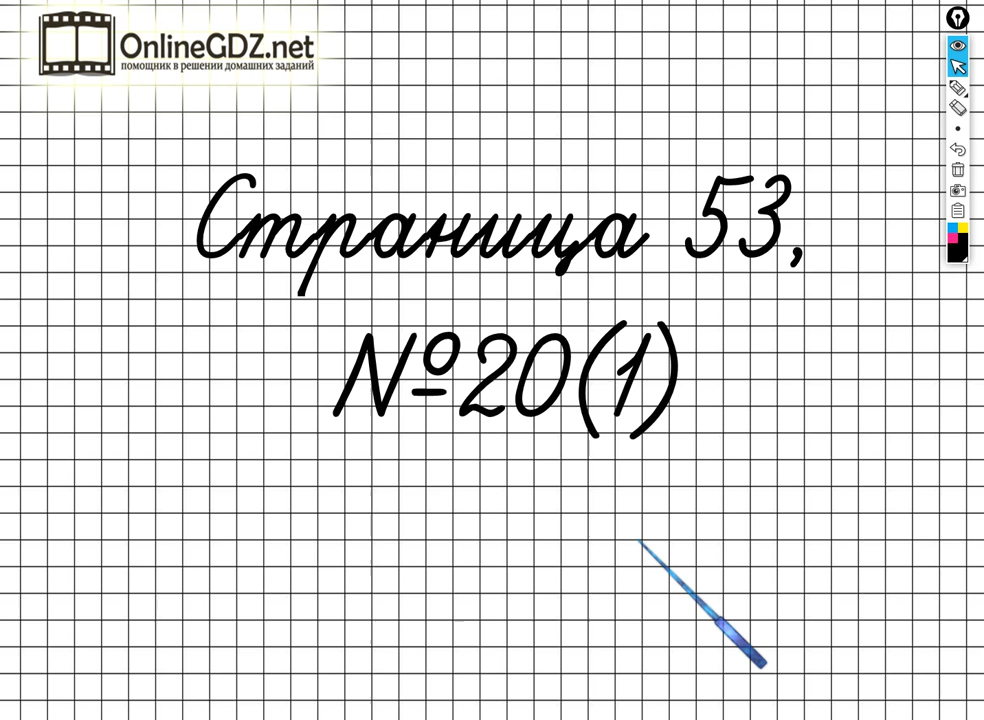 OnlineGDZ.net
помощник в решении домашних заданий
Страница 53,
№20(1)